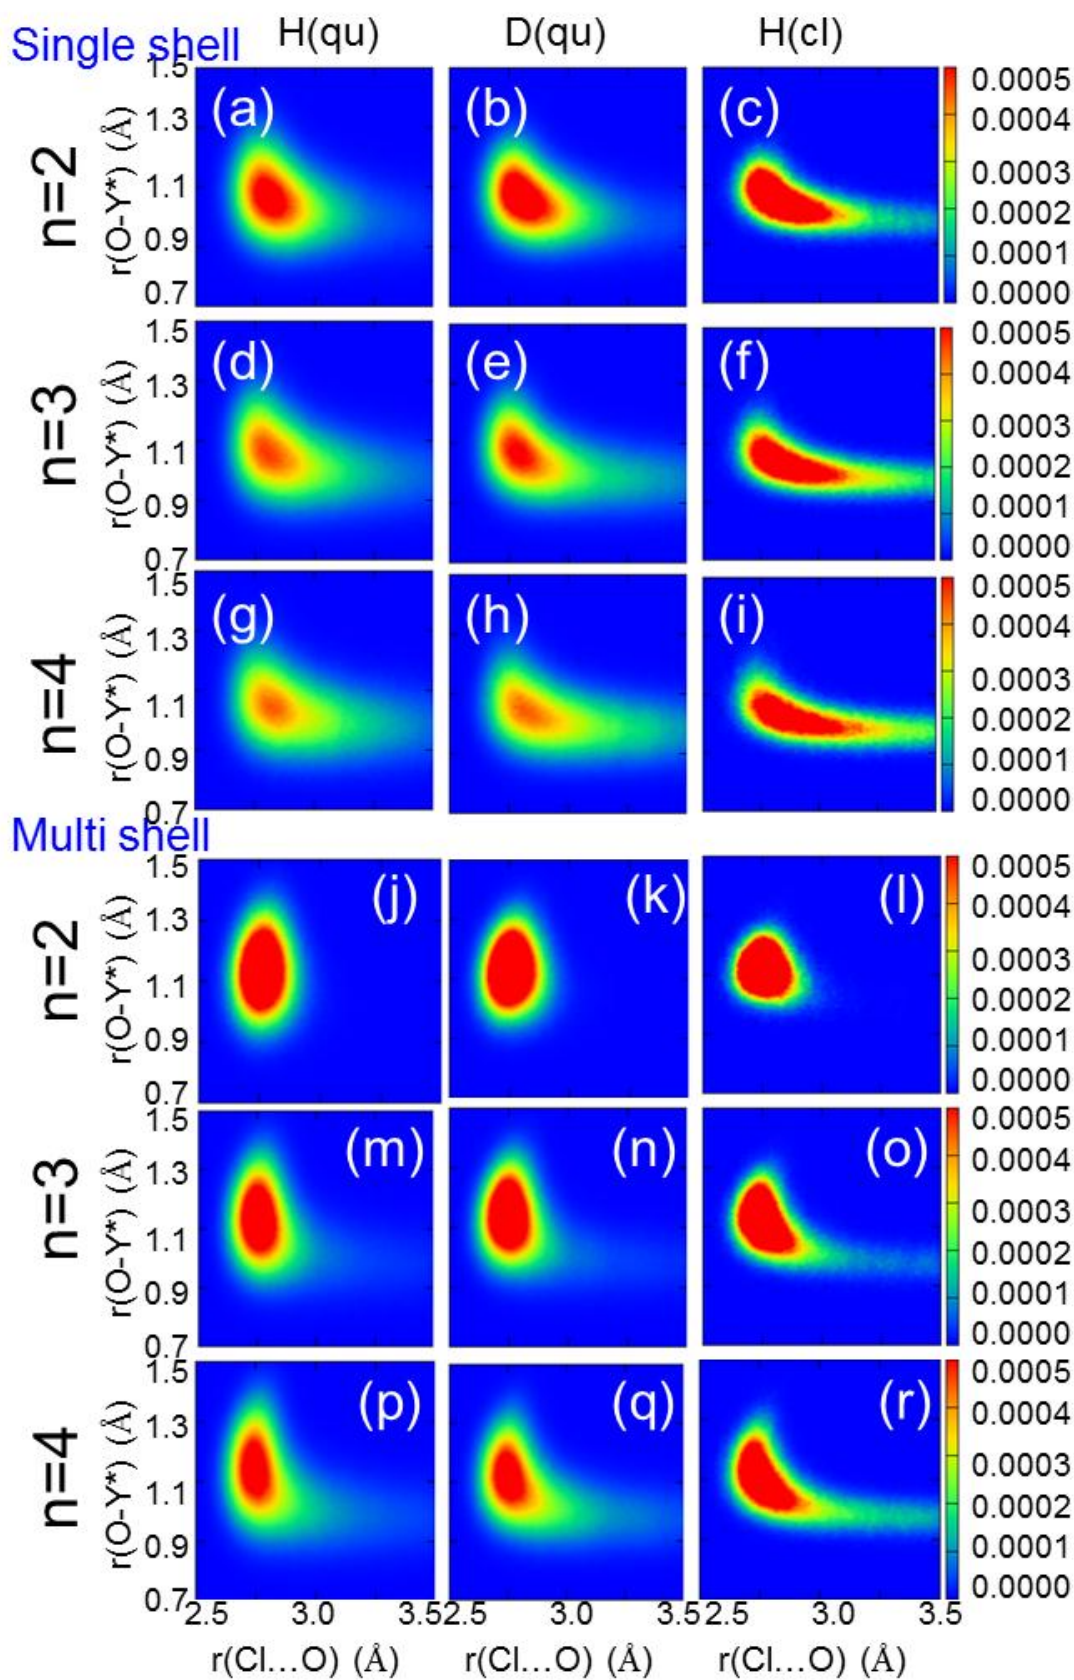 Single shell
H(qu) D(qu) H(cl)
n=2
r(O-Y*) (Å)
1.5
1.3
1.1
0.9
0.7
(a) (b) (c)
0.0005
0.0004
0.0003
0.0002
0.0001
0.0000
n=3
r(O-Y*) (Å)
1.5
1.3
1.1
0.9
0.7
(d) (e) (f)
0.0005
0.0004
0.0003
0.0002
0.0001
0.0000
n=4
r(O-Y*) (Å)
1.5
1.3
1.1
0.9
0.7
(g) (h) (i)
0.0005
0.0004
0.0003
0.0002
0.0001
0.0000
Multi shell
n=2
r(O-Y*) (Å)
1.5
1.3
1.1
0.9
0.7
(j) (k) (l)
0.0005
0.0004
0.0003
0.0002
0.0001
0.0000
n=3
r(O-Y*) (Å)
1.5
1.3
1.1
0.9
0.7
(m) (n) (o)
0.0005
0.0004
0.0003
0.0002
0.0001
0.0000
n=4
r(O-Y*) (Å)
1.5
1.3
1.1
0.9
0.7
(p) (q) (r)
0.0005
0.0004
0.0003
0.0002
0.0001
0.0000
2.5 3.0 3.5 2.5 3.0 3.5 2.5 3.0 3.5
r(Cl...O) (Å) r(Cl...O) (Å) r(Cl...O) (Å)